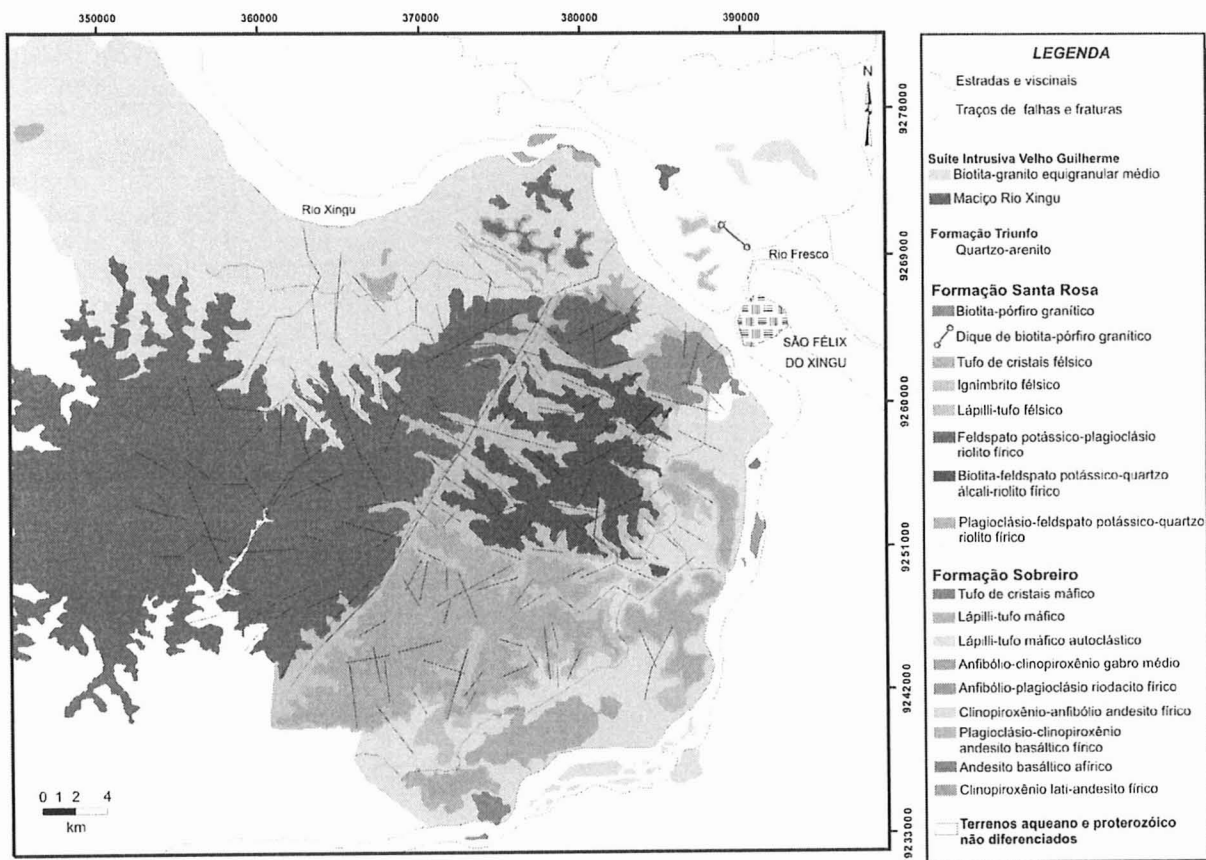 350000
360000
370000
380000
390000
N
9278000
9269000
9260000
9251000
9242000
9233000
Rio Xingu
Rio Fresco
SÃO FÉLIX
DO XINGU
0 1 2 4
km
LEGENDA
Estradas e viscinais
Traços de falhas e fraturas
Suíte Intrusiva Velho Guilherme
Biotita-granito equigranular médio
Maciço Rio Xingu
Formação Triunfo
Quartzo-arenito
Formação Santa Rosa
Biotita-pórfiro granítico
Dique de biotita-pórfiro granítico
Tufo de cristais félsico
Ignimbrito félsico
Lápilli-tufo félsico
Feldspato potássico-plagioclásio
riolito fírico
Biotita-feldspato potássico-quartzo
álcali-riolito fírico
Plagioclásio-feldspato potássico-quartzo
riolito fírico
Formação Sobreiro
Tufo de cristais máfico
Lápilli-tufo máfico
Lápilli-tufo máfico autoclástico
Anfibólio-clinopiroxênio gabro médio
Anfibólio-plagioclásio riodacito fírico
Clinopiroxênio-anfibólio andesito fírico
Plagioclásio-clinopiroxênio
andesito basáltico fírico
Andesito basáltico afírico
Clinopiroxênio lati-andesito fírico
Terrenos aqueano e proterozóico
não diferenciados